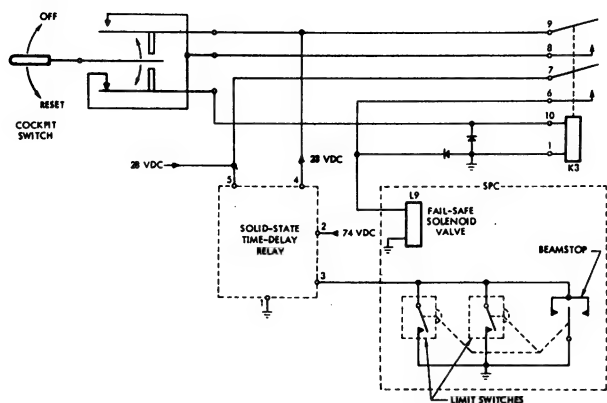 OFF
RESET
COCKPIT
SWITCH
28 VDC
28 VDC
5
4
SOLID-STATE
TIME-DELAY
RELAY
2
74 VDC
3
1
9
8
7
6
10
1
K3
SPC
L9
FAIL-SAFE
SOLENOID
VALVE
BEAMSTOP
LIMIT SWITCHES